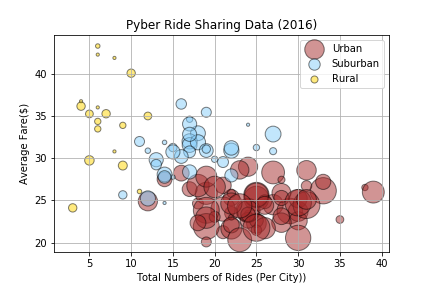 Pyber Ride Sharing Data (2016)
Urban
Suburban
Rural
Average Fare($)
40
35
30
25
20
5 10 15 20 25 30 35 40
Total Numbers of Rides (Per City))